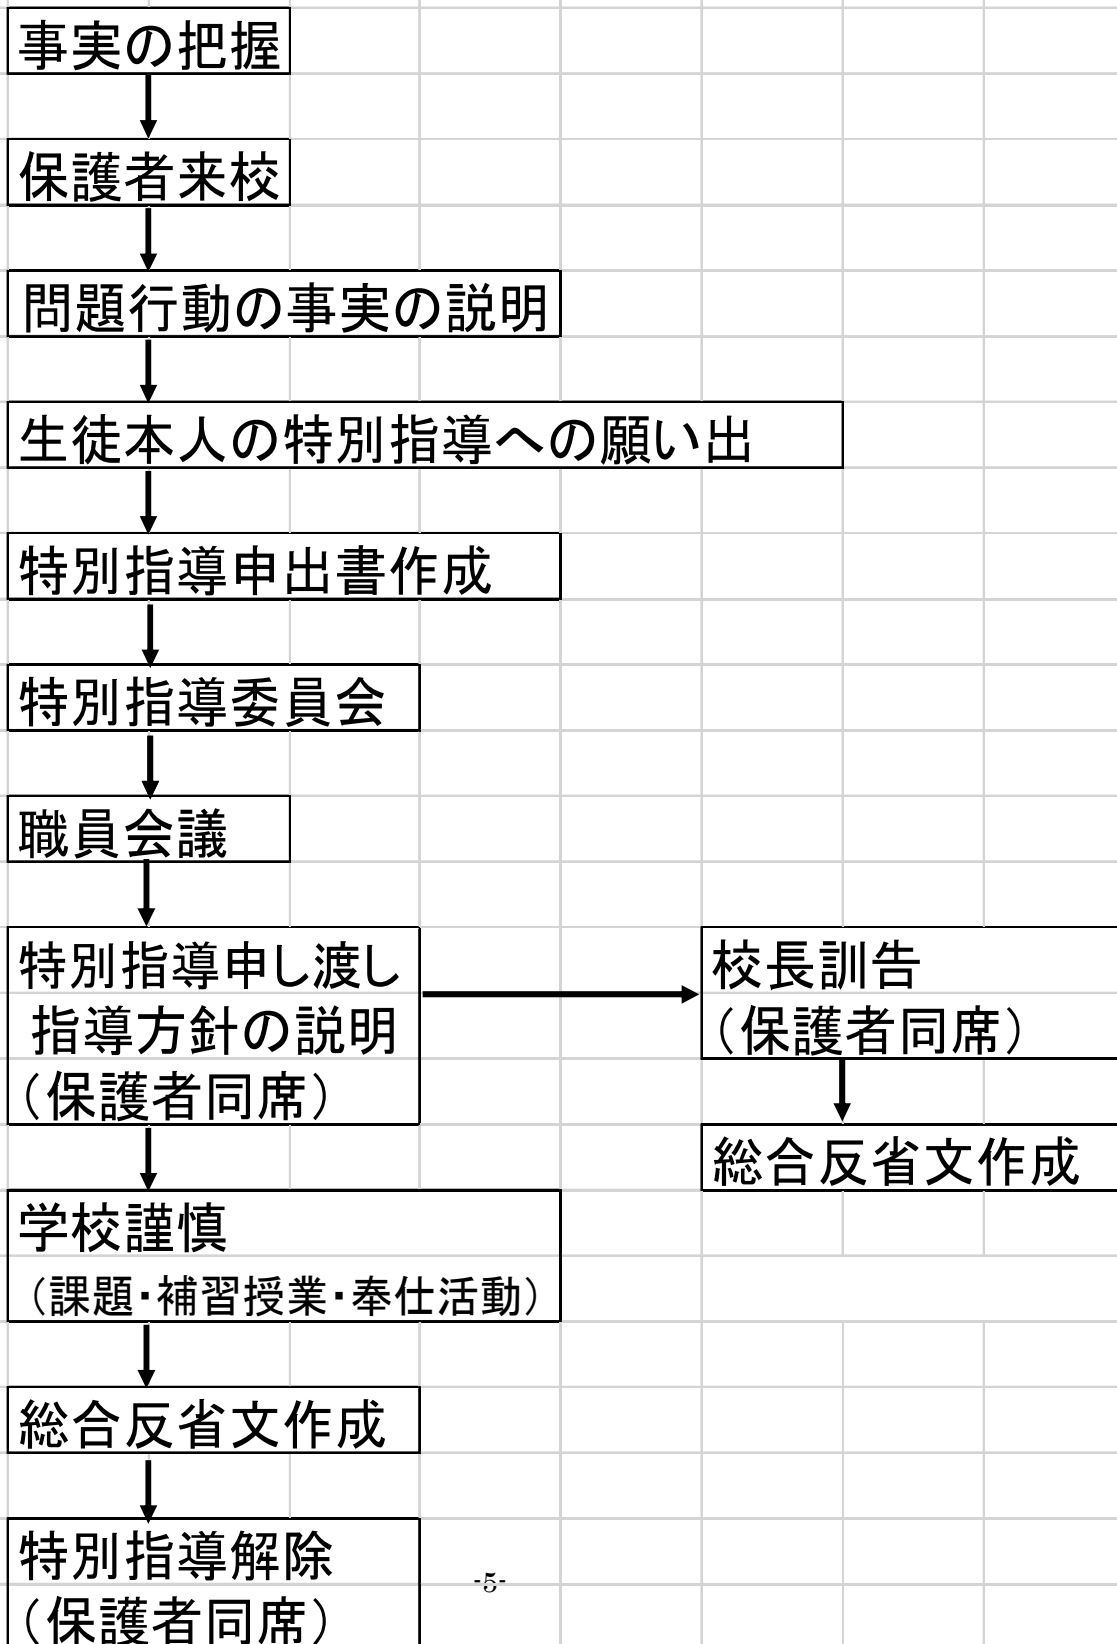 事実の把握
保護者来校
問題行動の事実の説明
生徒本人の特別指導への願い出
特別指導申出書作成
特別指導委員会
職員会議
特別指導申し渡し
指導方針の説明
（保護者同席）
校長訓告
（保護者同席）
総合反省文作成
学校謹慎
（課題・補習授業・奉仕活動）
総合反省文作成
特別指導解除
（保護者同席）
-5-